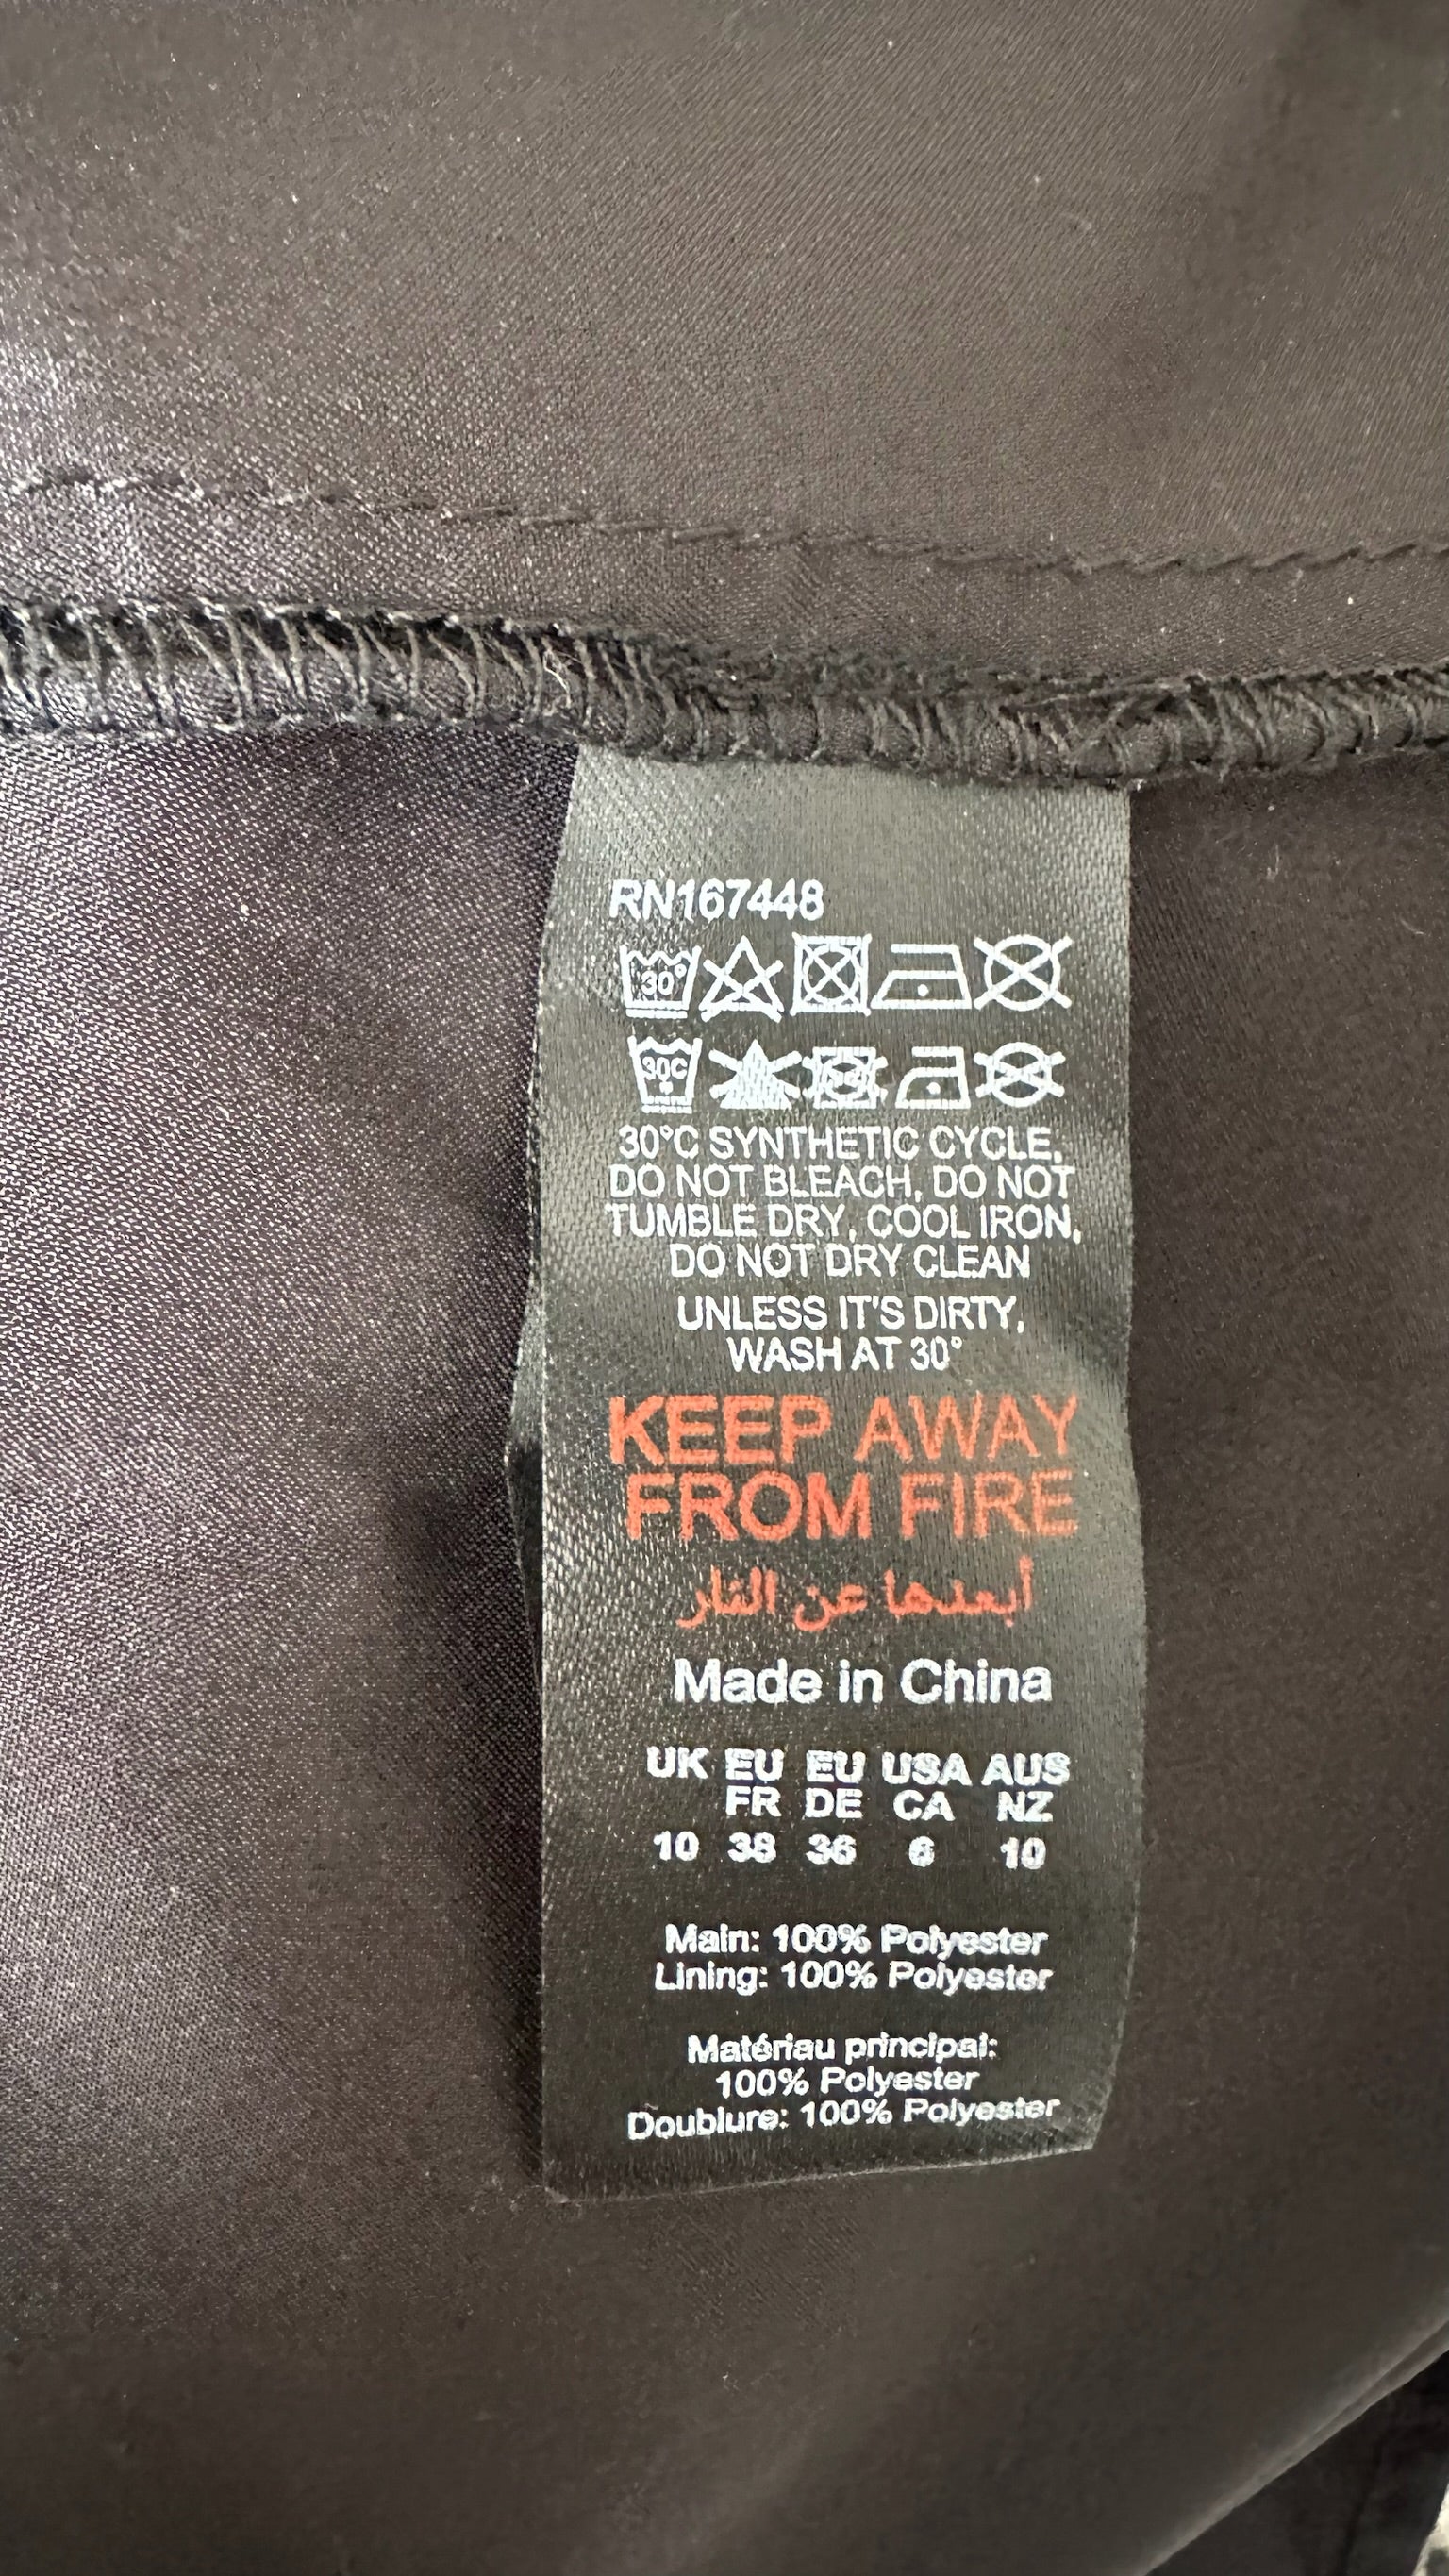 RN167448
30°
30C
30°C SYNTHETIC CYCLE,
DO NOT BLEACH, DO NOT
TUMBLE DRY, COOL IRON,
DO NOT DRY CLEAN
UNLESS IT'S DIRTY,
WASH AT 30°
KEEP AWAY
FROM FIRE
أبعدها عن النار
Made in China
UK EU EU USA AUS
FR DE CA NZ
10 38 36 6 10
Main: 100% Polyester
Lining: 100% Polyester
Matériau principal:
100% Polyester
Doublure: 100% Polyester